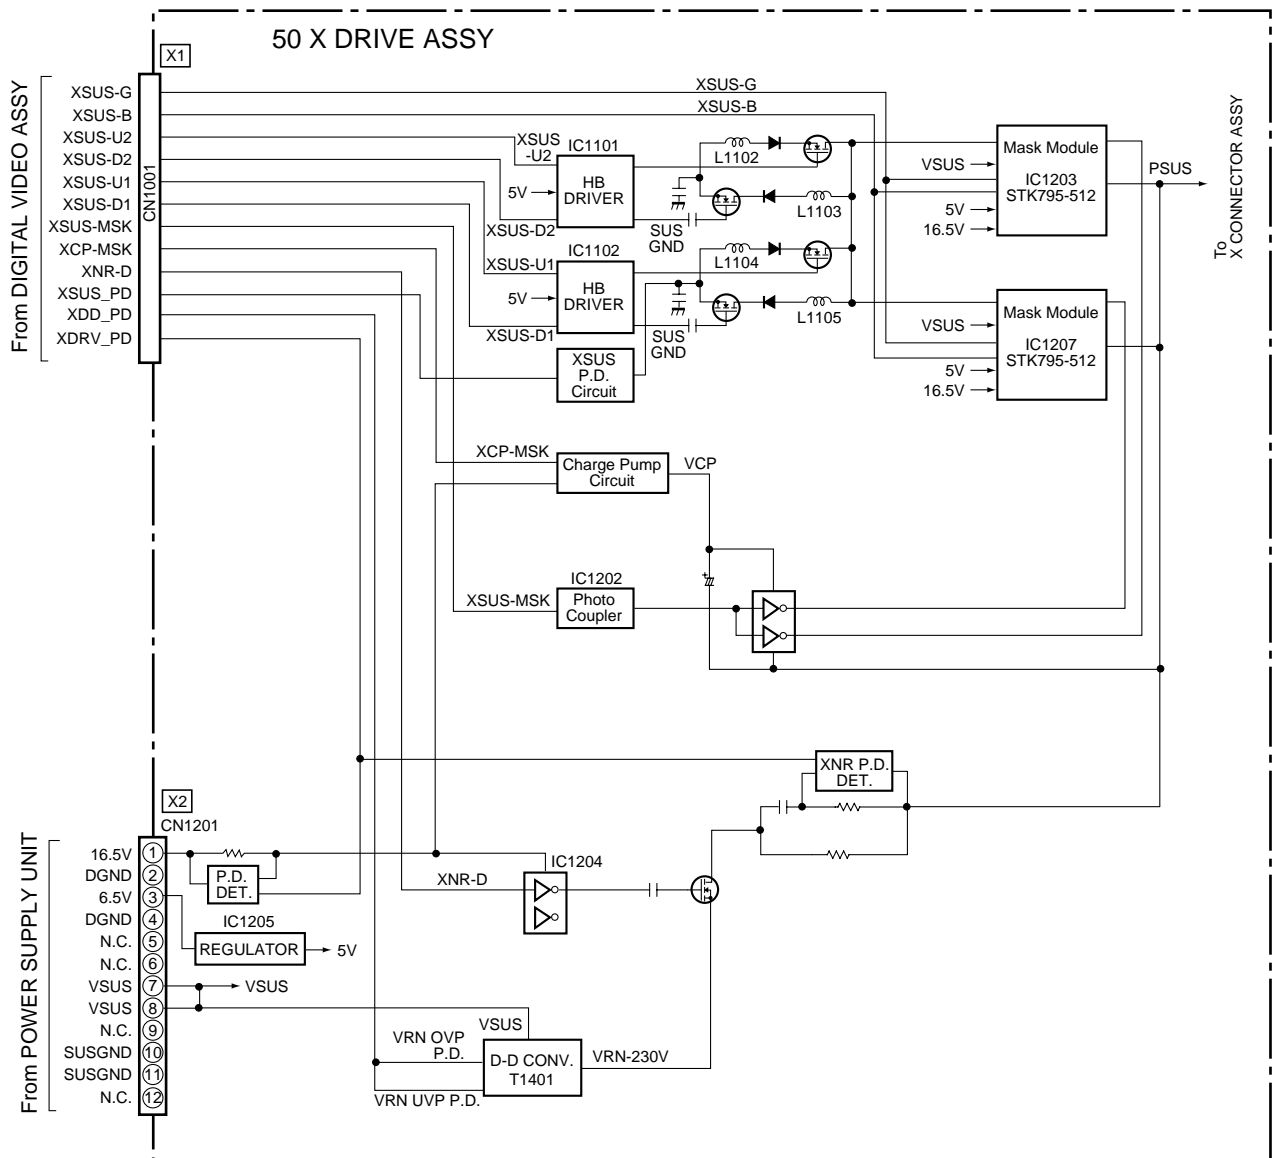 50 X DRIVE ASSY
X1
From DIGITAL VIDEO ASSY
CN1001
XSUS-G
XSUS-B
XSUS-U2
XSUS-D2
XSUS-U1
XSUS-D1
XSUS-MSK
XCP-MSK
XNR-D
XSUS_PD
XDD_PD
XDRV_PD
XSUS-G
XSUS-B
XSUS
-U2
IC1101
HB
DRIVER
5V
XSUS-D2
L1102
L1103
SUS
GND
XSUS-U1
IC1102
HB
DRIVER
5V
XSUS-D1
L1104
L1105
SUS
GND
XSUS
P.D.
Circuit
Mask Module
IC1203
STK795-512
VSUS
5V
16.5V
PSUS
To
X CONNECTOR ASSY
Mask Module
IC1207
STK795-512
VSUS
5V
16.5V
XCP-MSK
Charge Pump
Circuit
VCP
+
XSUS-MSK
IC1202
Photo
Coupler
XNR P.D.
DET.
X2
CN1201
From POWER SUPPLY UNIT
16.5V 1
DGND 2
6.5V 3
DGND 4
N.C. 5
N.C. 6
VSUS 7
VSUS 8
N.C. 9
SUSGND 10
SUSGND 11
N.C. 12
P.D.
DET.
IC1205
REGULATOR
5V
VSUS
XNR-D
IC1204
VSUS
VRN OVP
P.D.
D-D CONV.
T1401
VRN-230V
VRN UVP P.D.